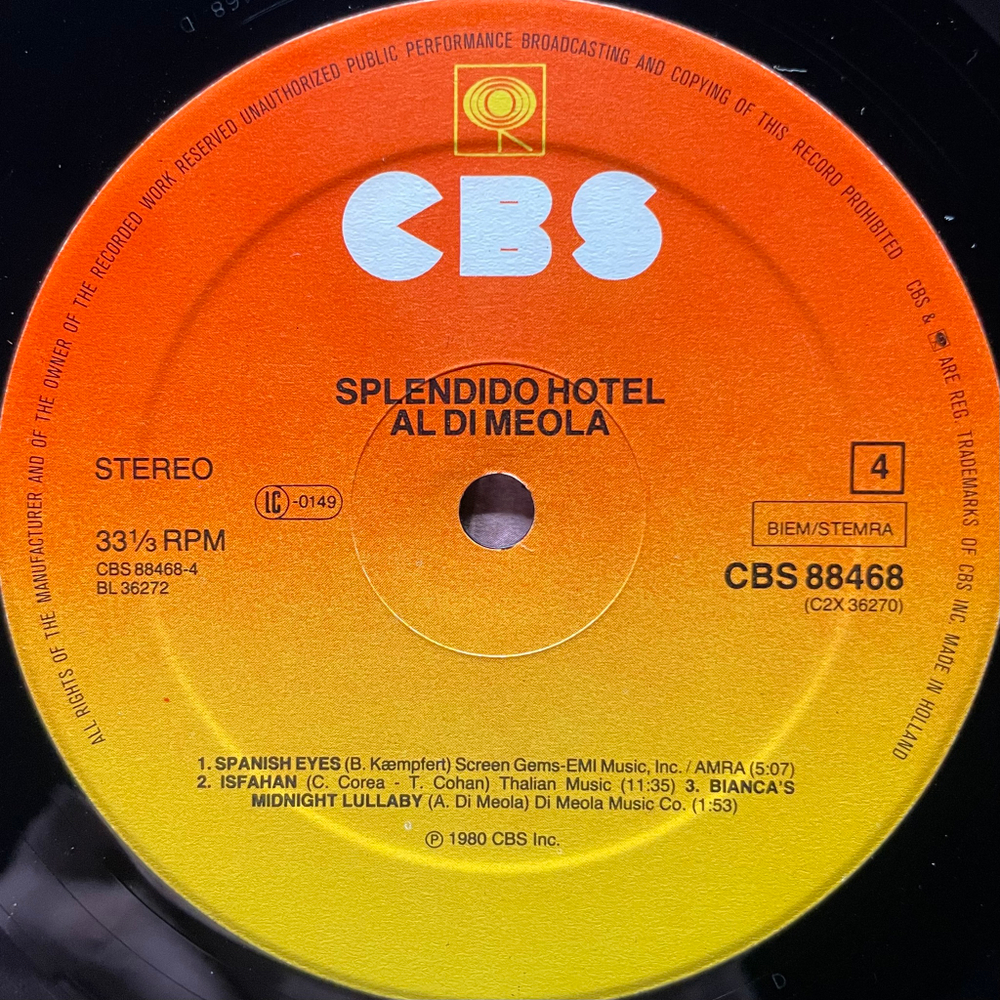 ALL RIGHTS OF THE MANUFACTURER AND OF THE OWNER OF THE RECORDED WORK RESERVED UNAUTHORIZED PUBLIC PERFORMANCE BROADCASTING AND COPYING OF THIS RECORD PROHIBITED CBS & ARE REG. TRADEMARKS OF CBS INC. MADE IN HOLLAND
CBS
SPLENDIDO HOTEL
AL DI MEOLA
STEREO
LC-0149
4
BIEM/STEMRA
33⅓ RPM
CBS 88468-4
BL 36272
CBS 88468
(C2X 36270)
1. SPANISH EYES (B. Kæmpfert) Screen Gems-EMI Music, Inc. / AMRA (5:07)
2. ISFAHAN (C. Corea - T. Cohan) Thalian Music (11:35) 3. BIANCA'S
MIDNIGHT LULLABY (A. Di Meola) Di Meola Music Co. (1:53)
℗ 1980 CBS Inc.
D